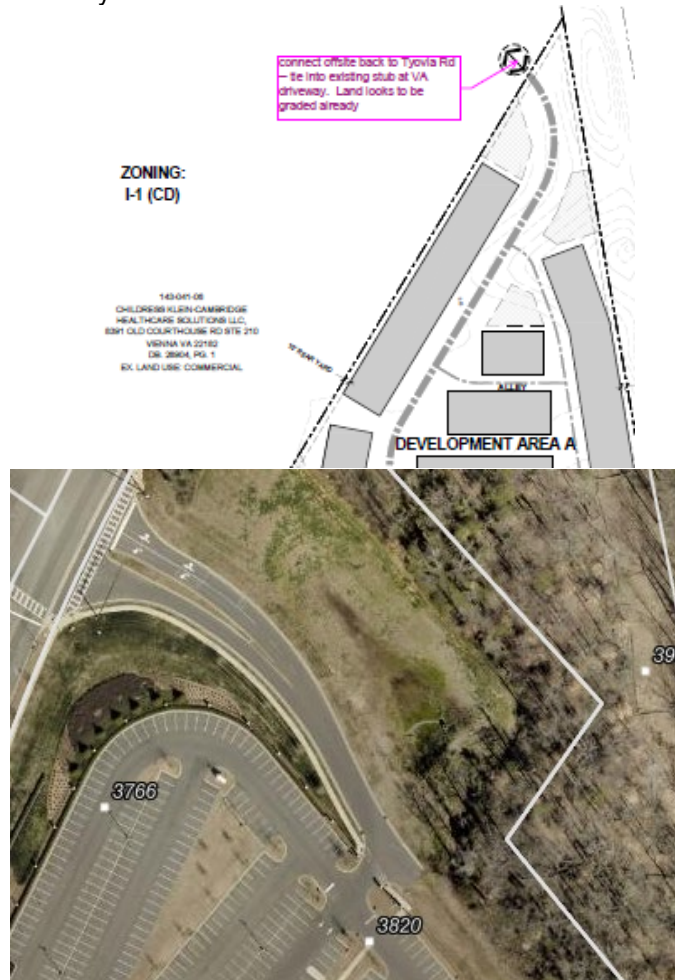 connect offsite back to Tyovla Rd
– tie into existing stub at VA
driveway. Land looks to be
graded already
ZONING:
I-1 (CD)
143-041-06
CHILDRESS KLEIN-CAMBRIDGE
HEALTHCARE SOLUTIONS LLC,
8391 OLD COURTHOUSE RD STE 210
VIENNA VA 22182
DB. 28904, PG. 1
EX. LAND USE: COMMERCIAL
10' REAR YARD
ALLEY
DEVELOPMENT AREA A
39
3766
3820